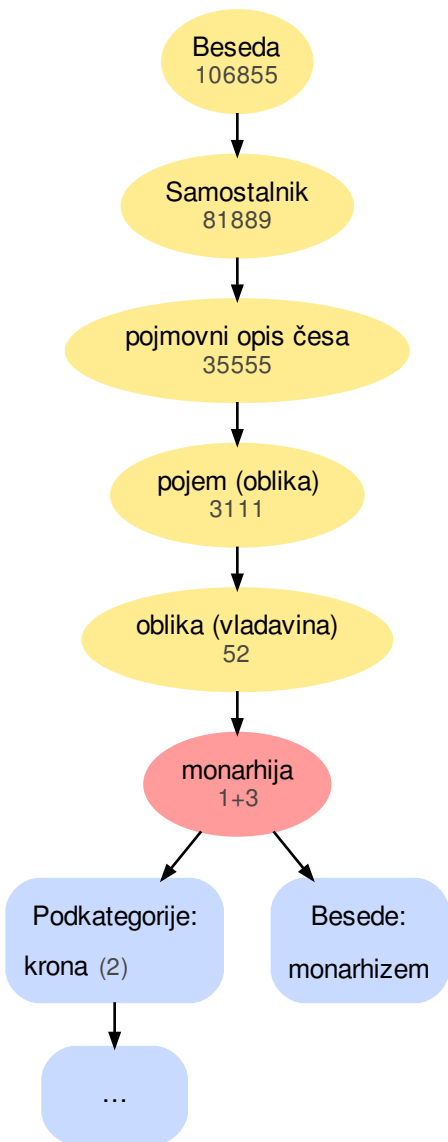 Beseda
106855
Samostalnik
81889
pojmovni opis česa
35555
pojem (oblika)
3111
oblika (vladavina)
52
monarhija
1+3
Podkategorije:
krona (2)
Besede:
monarhizem
…